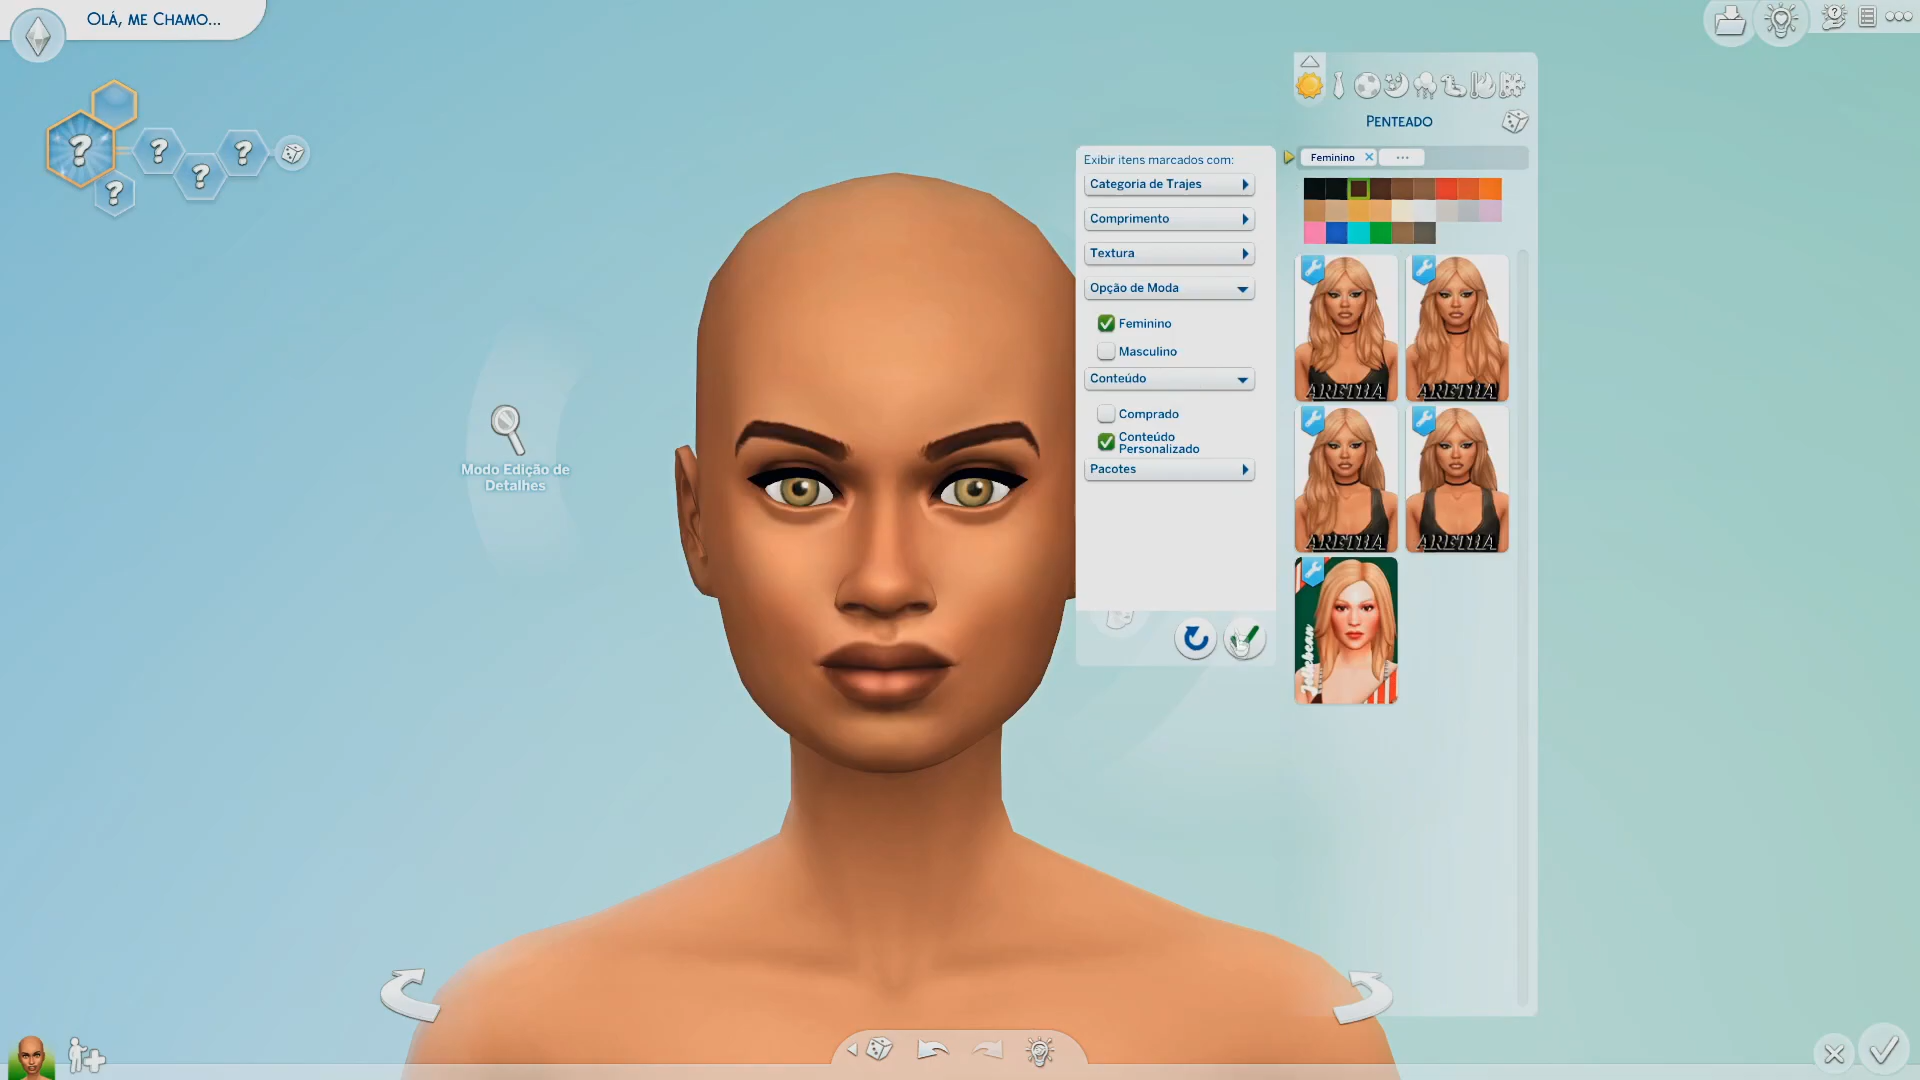 OLÁ, ME CHAMO...
PENTEADO
Exibir itens marcados com:
Feminino
Categoria de Trajes
Comprimento
Textura
Opção de Moda
Feminino
Masculino
Conteúdo
Comprado
Conteúdo
Personalizado
Pacotes
Modo Edição de
Detalhes
ARETHA
ARETHA
ARETHA
ARETHA